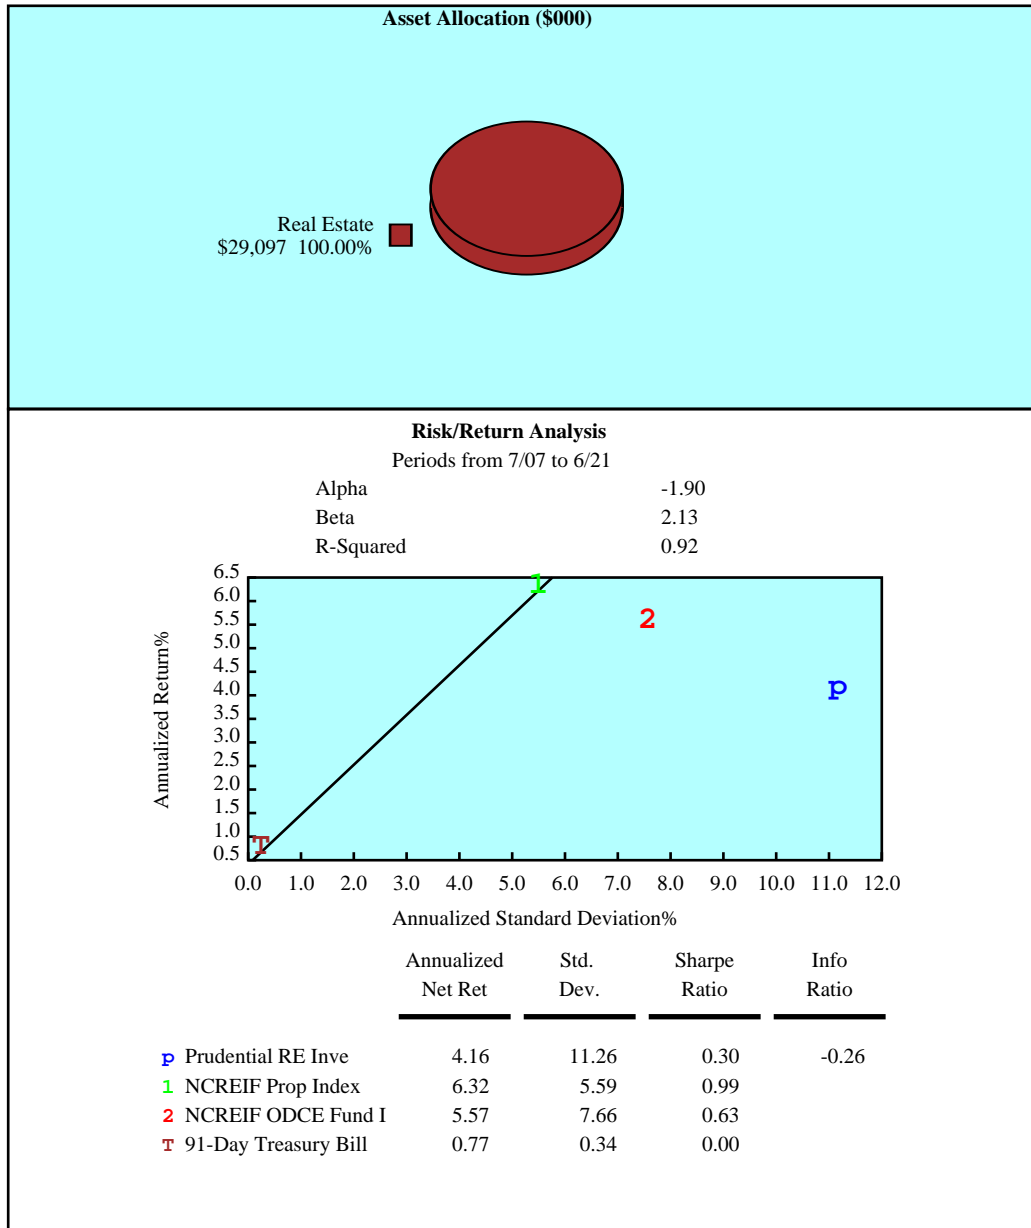 Asset Allocation ($000)
Real Estate
$29,097 100.00%
Risk/Return Analysis
Periods from 7/07 to 6/21
Alpha -1.90
Beta 2.13
R-Squared 0.92
6.5
6.0
5.5
5.0
4.5
4.0
3.5
3.0
2.5
2.0
1.5
1.0
0.5
Annualized Return%
1
2
p
T
0.0 1.0 2.0 3.0 4.0 5.0 6.0 7.0 8.0 9.0 10.0 11.0 12.0
Annualized Standard Deviation%
Annualized Std. Sharpe Info
Net Ret Dev. Ratio Ratio
p Prudential RE Inve 4.16 11.26 0.30 -0.26
1 NCREIF Prop Index 6.32 5.59 0.99
2 NCREIF ODCE Fund I 5.57 7.66 0.63
T 91-Day Treasury Bill 0.77 0.34 0.00